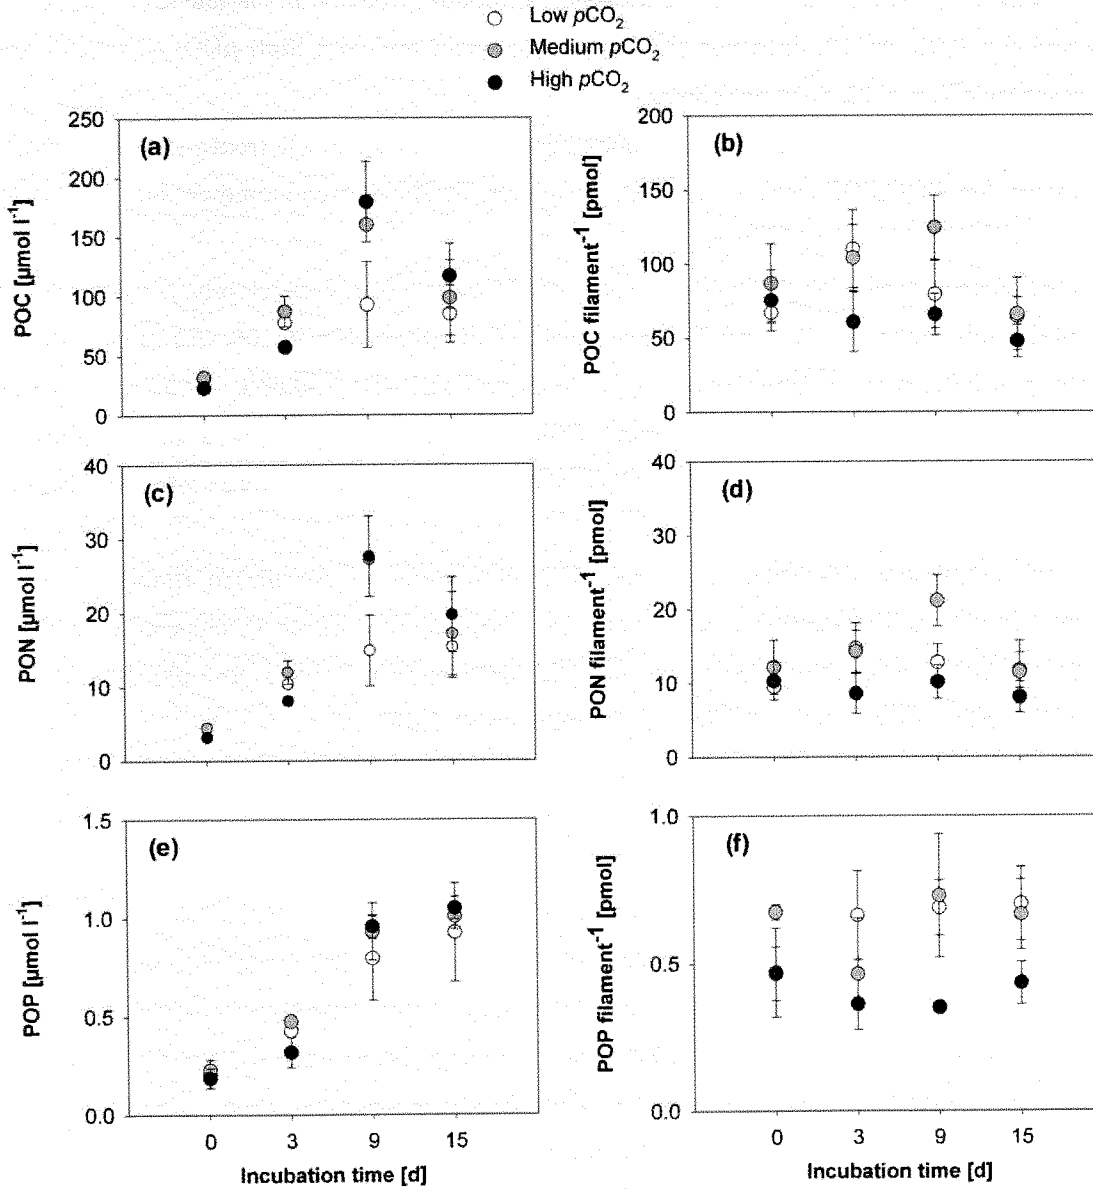 Low pCO₂
Medium pCO₂
High pCO₂
250
200
150
100
50
0
POC [µmol l⁻¹]
(a)
200
150
100
50
0
POC filament⁻¹ [pmol]
(b)
40
30
20
10
0
PON [µmol l⁻¹]
(c)
40
30
20
10
0
PON filament⁻¹ [pmol]
(d)
1.5
1.0
0.5
0.0
POP [µmol l⁻¹]
(e)
0
3
9
15
Incubation time [d]
1.0
0.5
0.0
POP filament⁻¹ [pmol]
(f)
0
3
9
15
Incubation time [d]